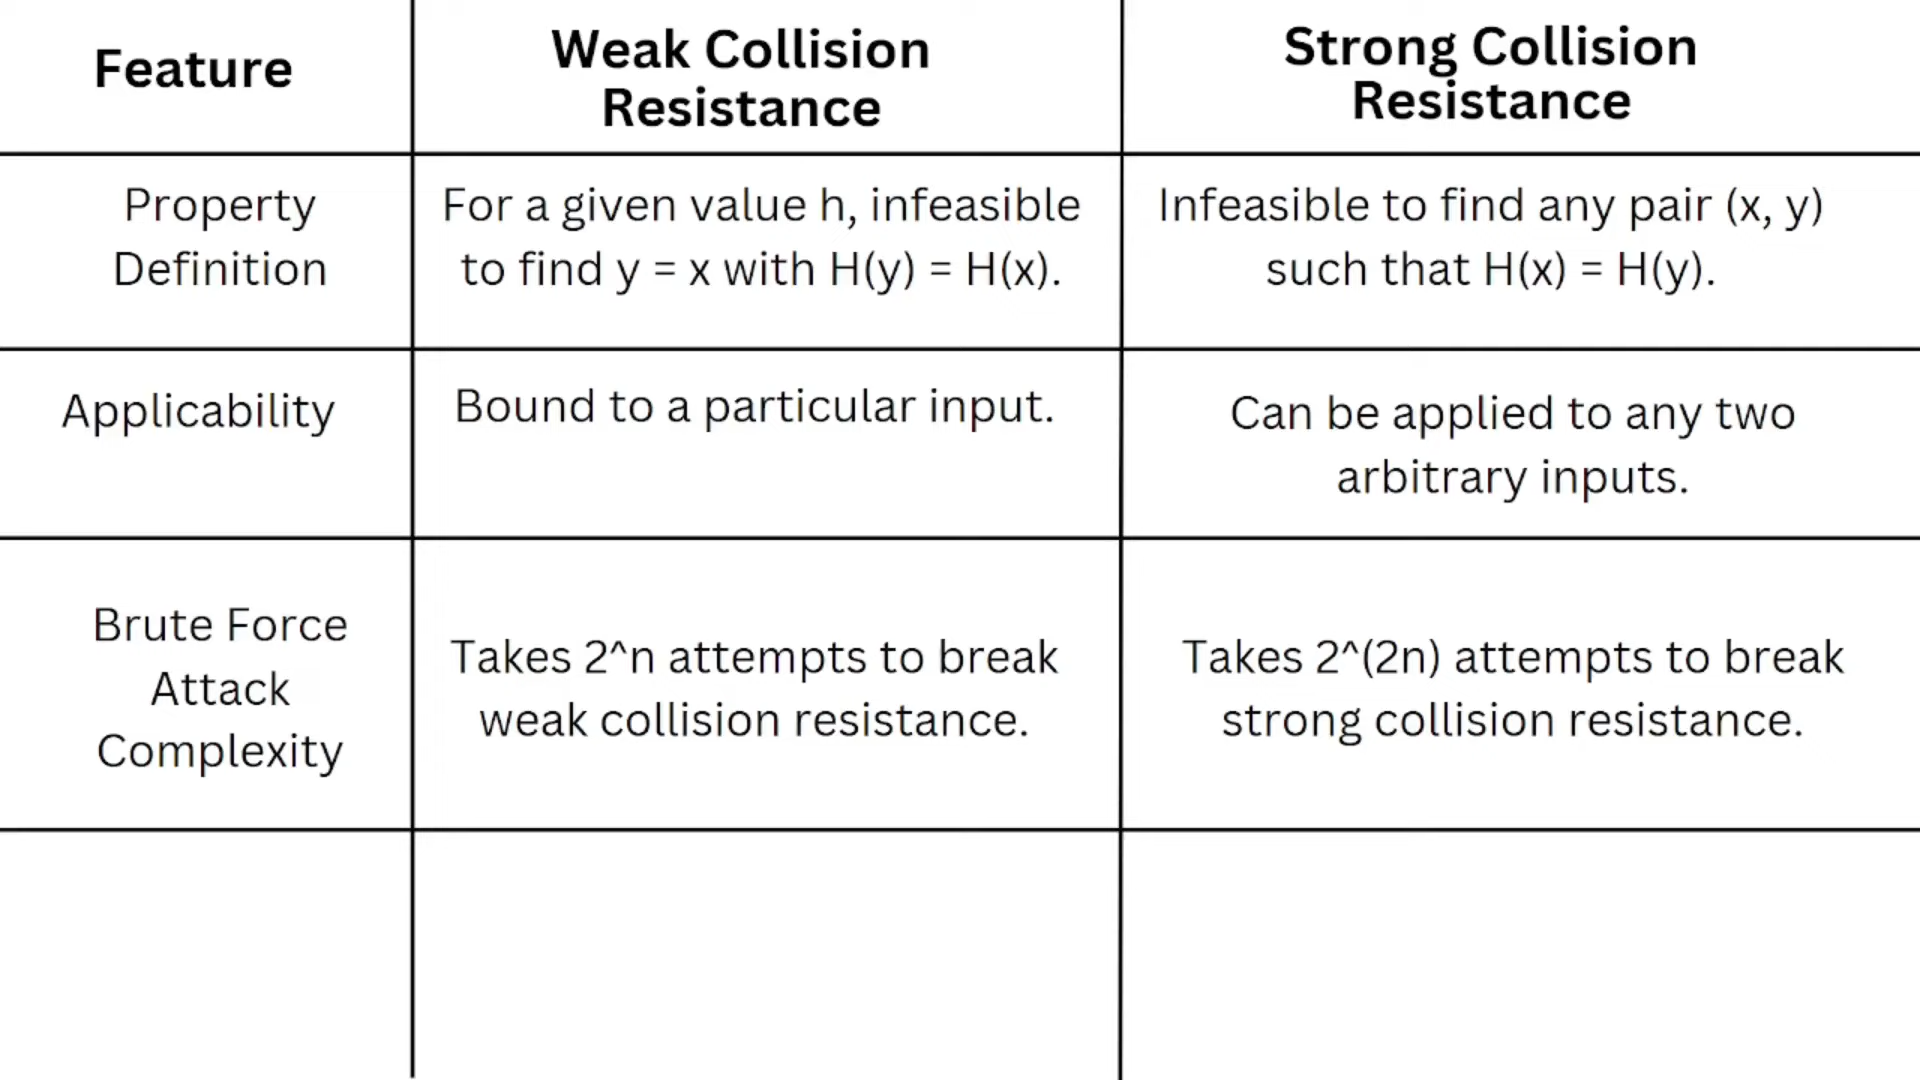 Feature
Weak Collision
Resistance
Strong Collision
Resistance
Property
Definition
For a given value h, infeasible
to find y = x with H(y) = H(x).
Infeasible to find any pair (x, y)
such that H(x) = H(y).
Applicability
Bound to a particular input.
Can be applied to any two
arbitrary inputs.
Brute Force
Attack
Complexity
Takes 2^n attempts to break
weak collision resistance.
Takes 2^(2n) attempts to break
strong collision resistance.